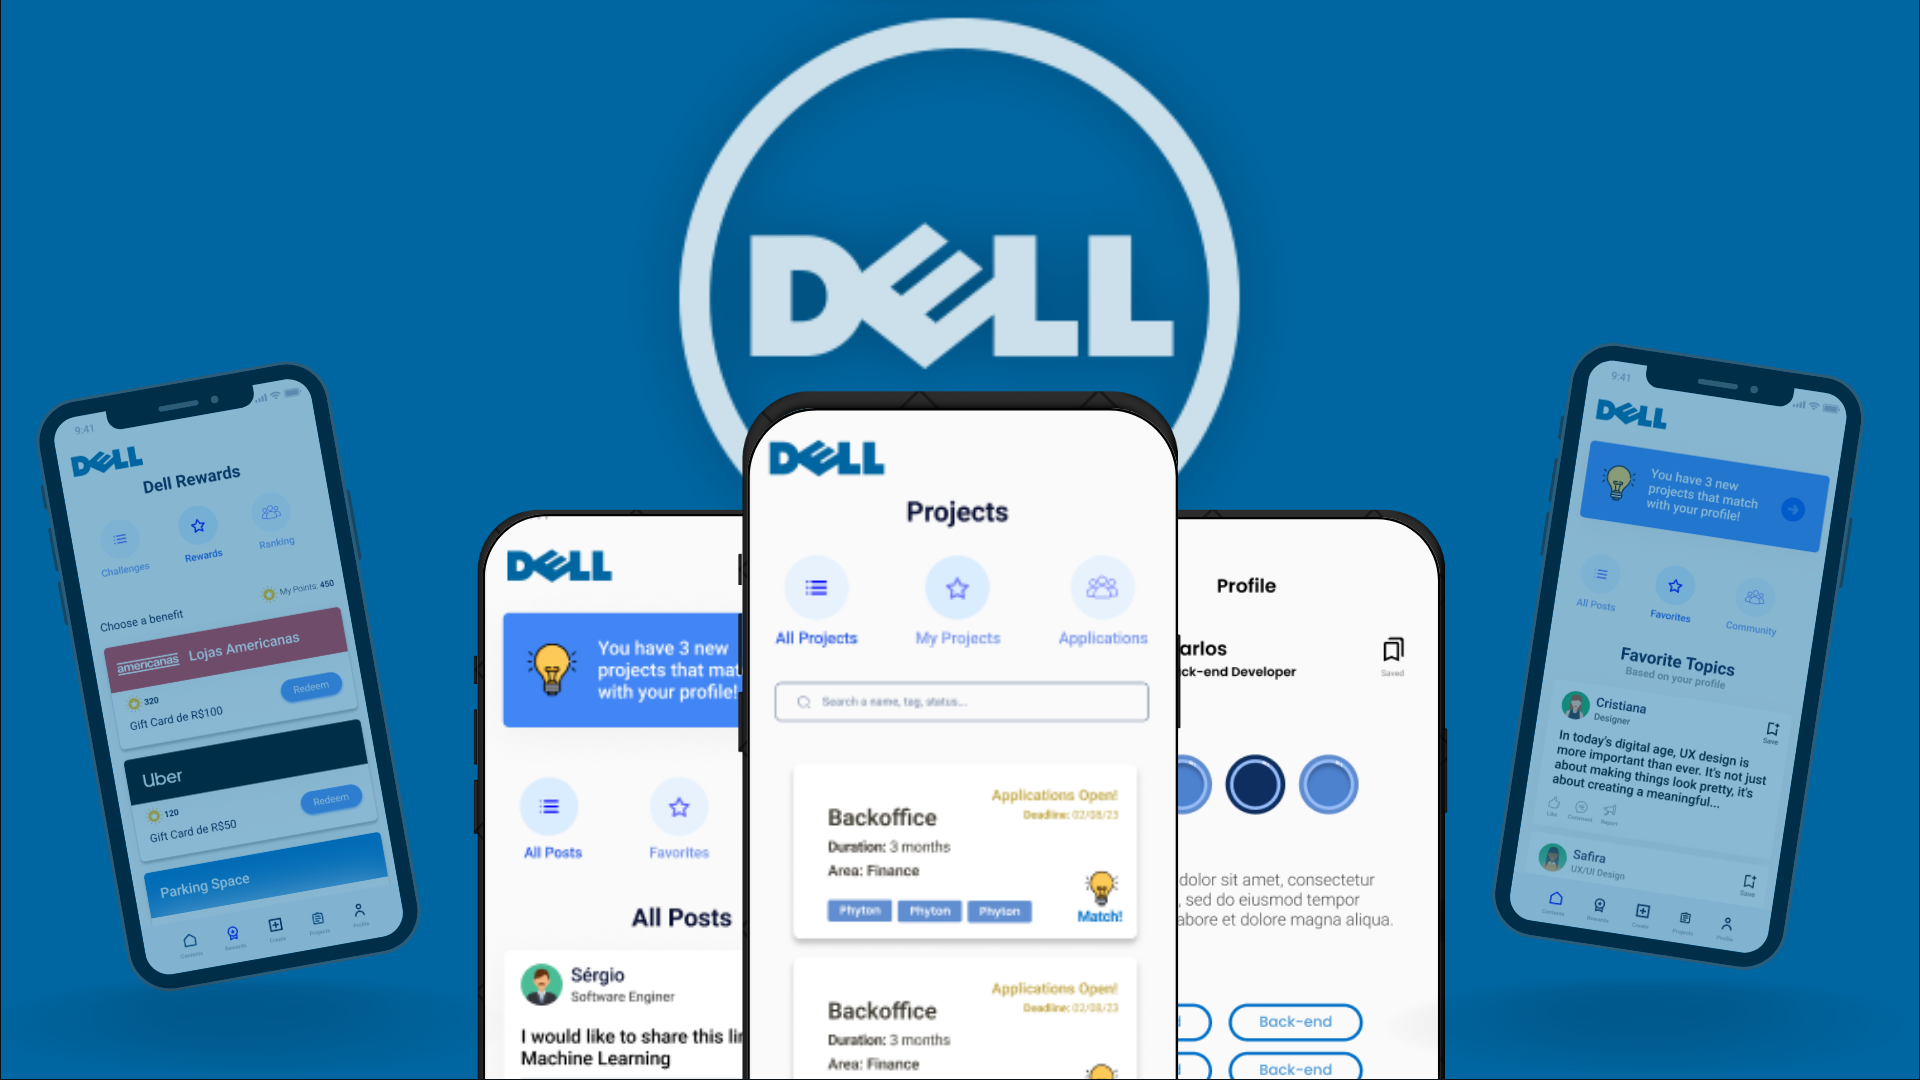 DELL
9:41
DELL
Dell Rewards
Challenges
Rewards
Ranking
My Points: 450
Choose a benefit
americanas Lojas Americanas
320
Gift Card de R$100
Redeem
Uber
120
Gift Card de R$50
Redeem
Parking Space
Contents
Rewards
Create
Projects
Profile
DELL
You have 3 new
projects that mat
with your profile!
All Posts
Favorites
All Posts
Sérgio
Software Enginer
I would like to share this lin
Machine Learning
DELL
Projects
All Projects
My Projects
Applications
Search a name, tag, status...
Applications Open!
Deadline: 02/08/23
Backoffice
Duration: 3 months
Area: Finance
Phyton
Phyton
Phyton
Match!
Applications Open!
Deadline: 02/08/23
Backoffice
Duration: 3 months
Area: Finance
Profile
arlos
ck-end Developer
Saved
dolor sit amet, consectetur
, sed do eiusmod tempor
abore et dolore magna aliqua.
Back-end
Back-end
9:41
DELL
You have 3 new
projects that match
with your profile!
All Posts
Favorites
Community
Favorite Topics
Based on your profile
Cristiana
Designer
Save
In today's digital age, UX design is
more important than ever. It's not just
about making things look pretty, it's
about creating a meaningful...
Like
Comment
Report
Safira
UX/UI Design
Save
Contents
Rewards
Create
Projects
Profile